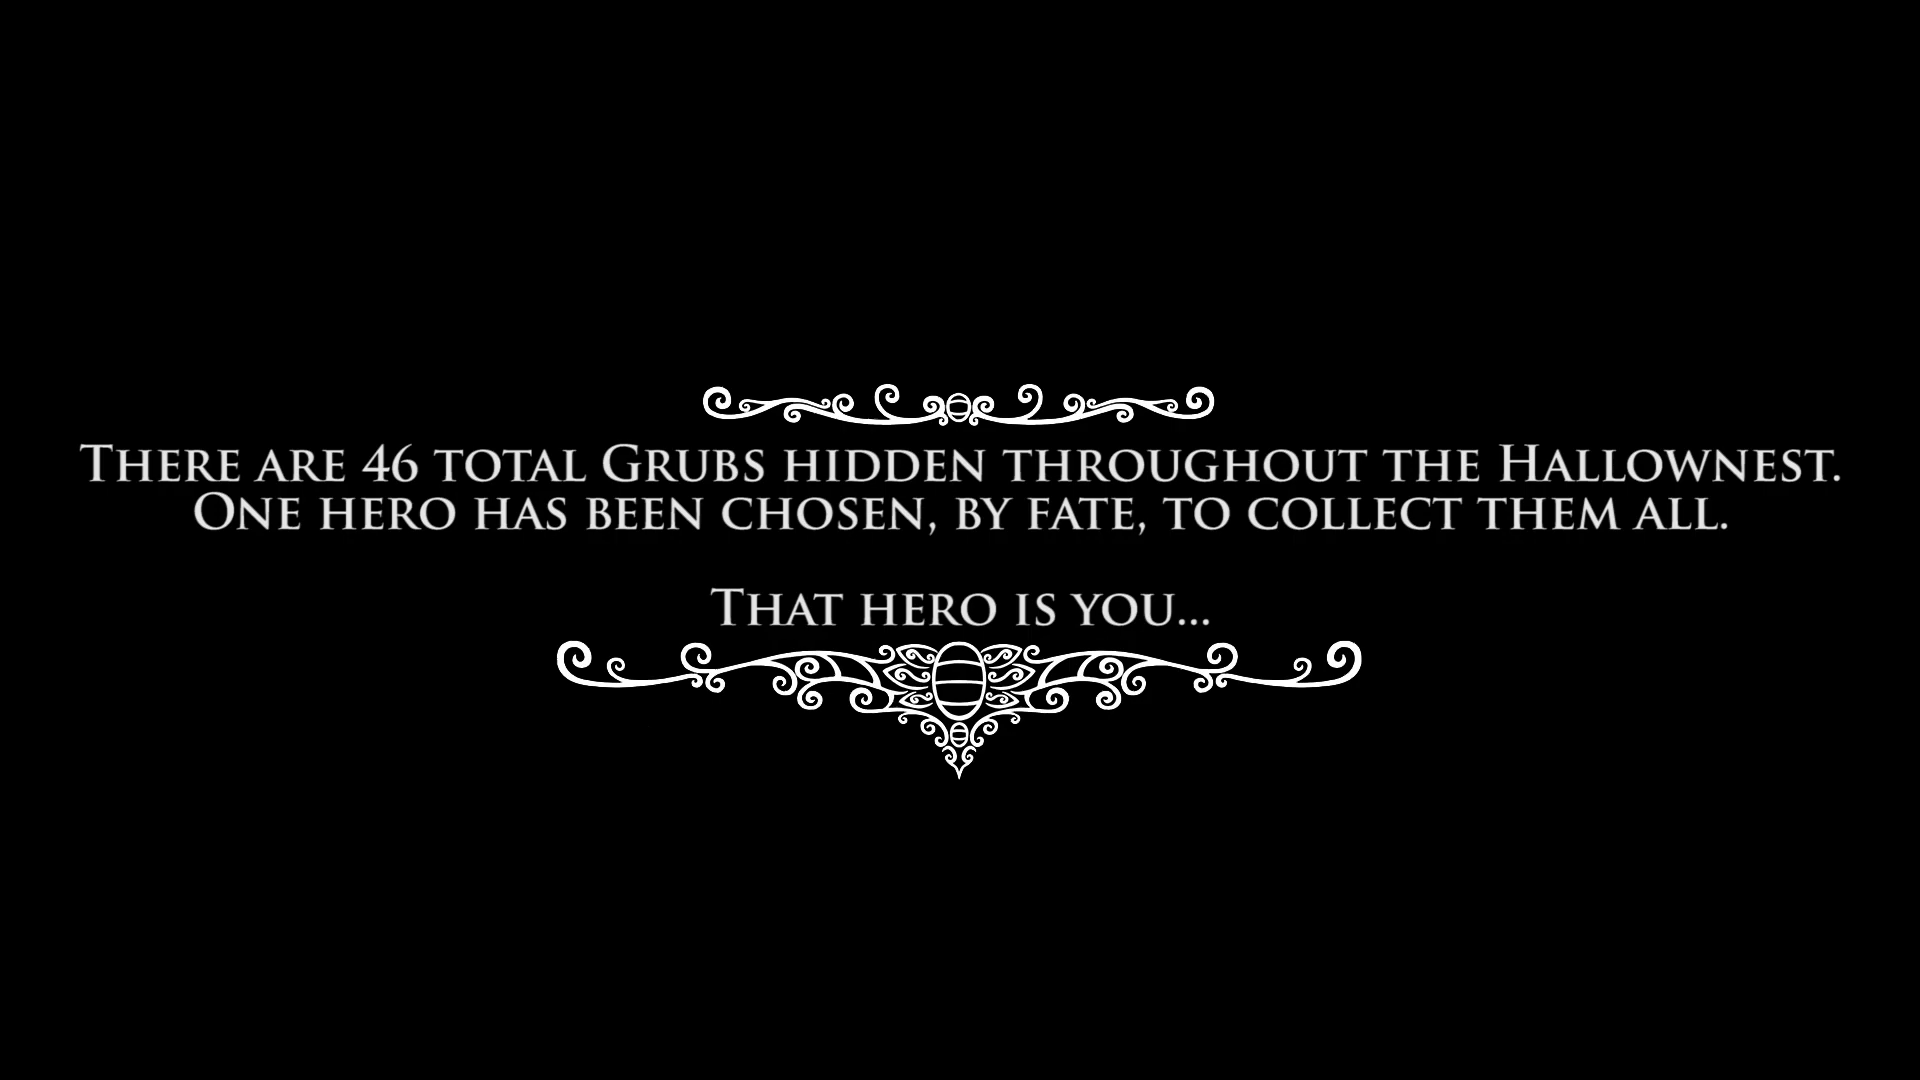 There are 46 total Grubs hidden throughout the Hallownest.
One hero has been chosen, by fate, to collect them all.
That hero is you...